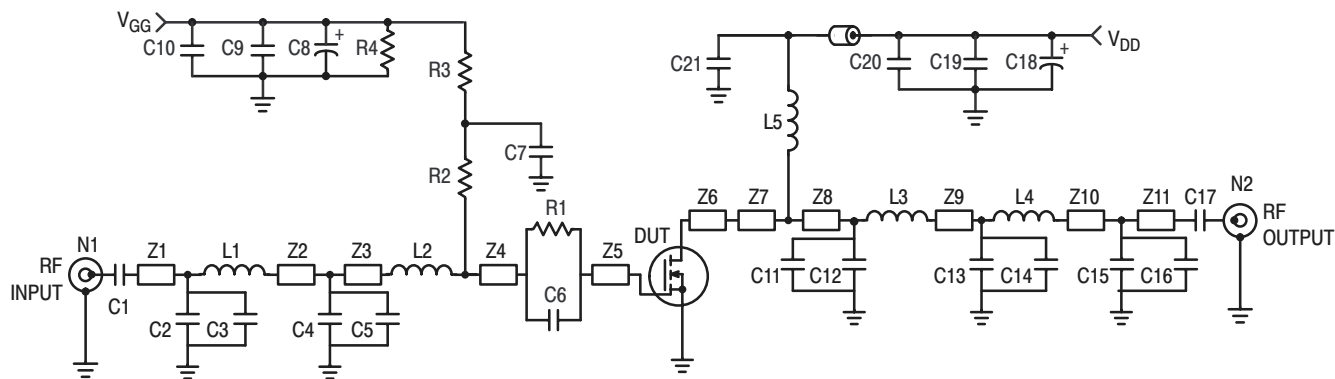 VGG
C10
C9
C8
+
R4
R3
C7
R2
C21
C20
C19
C18
+
VDD
L5
N1
RF
INPUT
C1
Z1
L1
Z2
Z3
L2
Z4
R1
C6
Z5
DUT
Z6
Z7
Z8
L3
Z9
L4
Z10
Z11
C17
N2
RF
OUTPUT
C2
C3
C4
C5
C11
C12
C13
C14
C15
C16